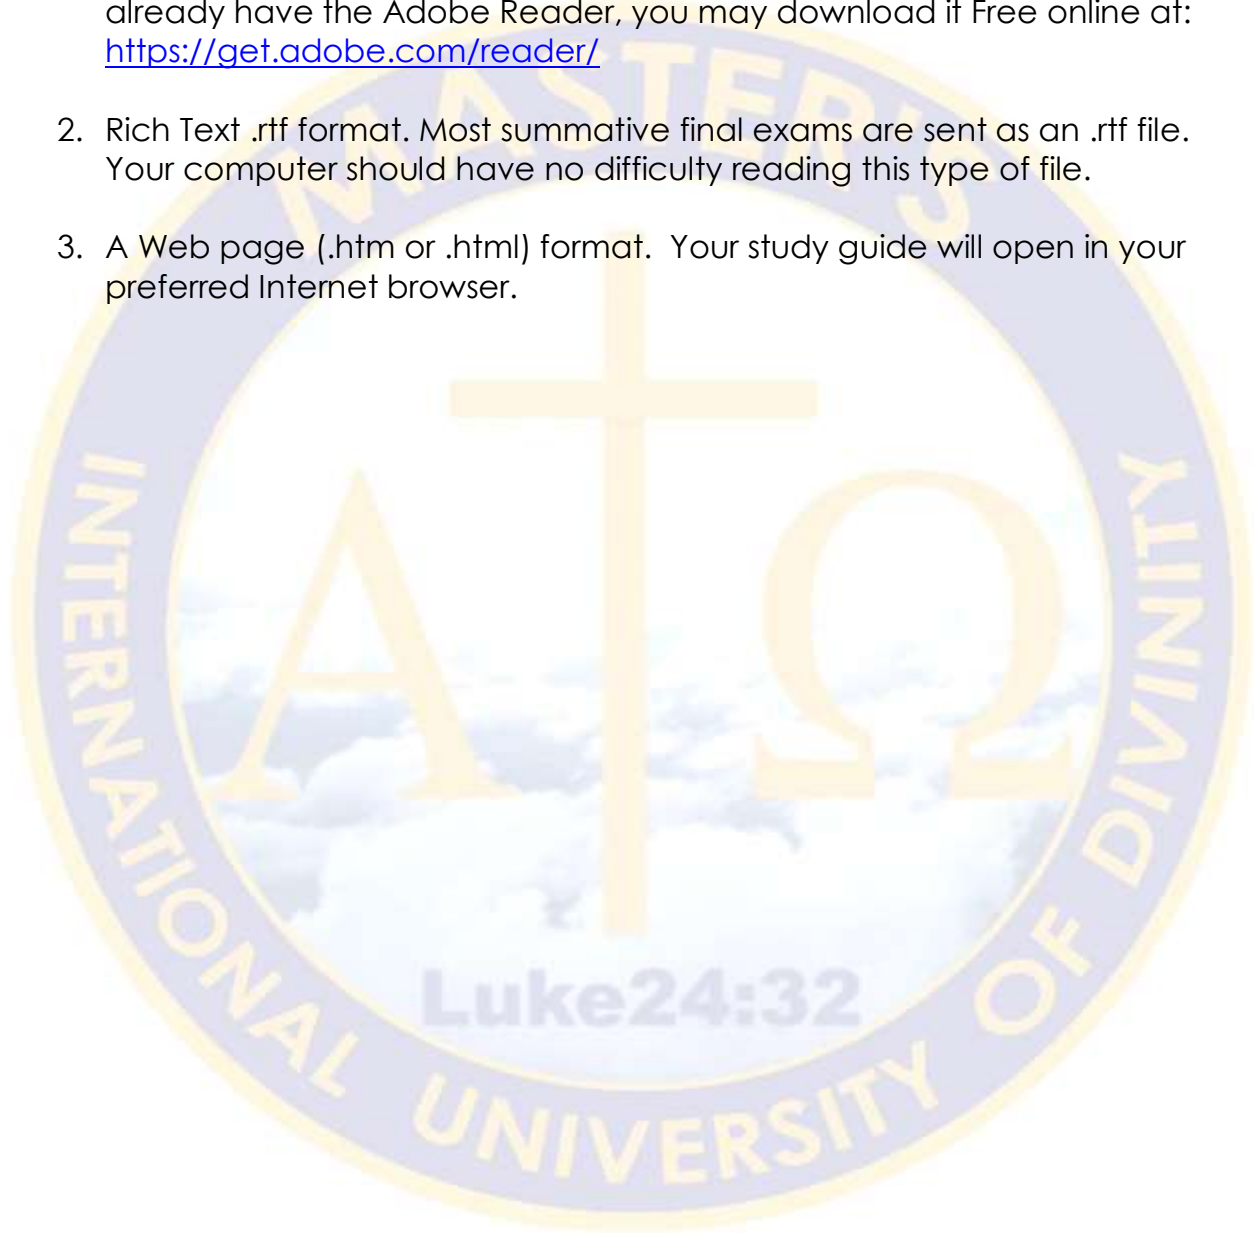 already have the Adobe Reader, you may download it Free online at:
https://get.adobe.com/reader/
2. Rich Text .rtf format. Most summative final exams are sent as an .rtf file.
Your computer should have no difficulty reading this type of file.
3. A Web page (.htm or .html) format.  Your study guide will open in your
preferred Internet browser.
MASTER'S
INTERNATIONAL UNIVERSITY OF DIVINITY
Α Ω
Luke24:32